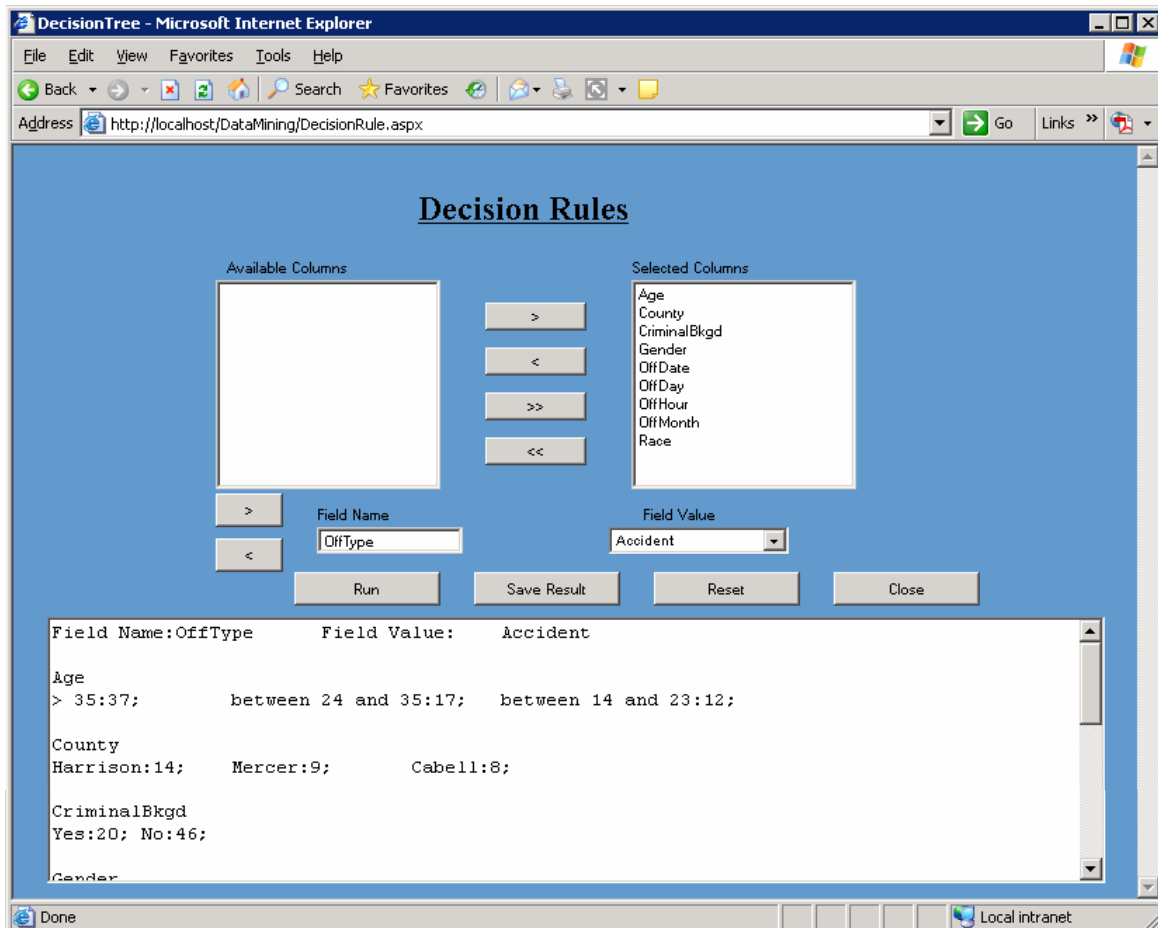 DecisionTree - Microsoft Internet Explorer
File Edit View Favorites Tools Help
Back Search Favorites
Address http://localhost/DataMining/DecisionRule.aspx Go Links »
Decision Rules
Available Columns Selected Columns
Age
County
CriminalBkgd
Gender
OffDate
OffDay
OffHour
OffMonth
Race
>
<
>>
<<
>
<
Field Name Field Value
OffType Accident
Run Save Result Reset Close
Field Name:OffType Field Value: Accident
Age
> 35:37; between 24 and 35:17; between 14 and 23:12;
County
Harrison:14; Mercer:9; Cabell:8;
CriminalBkgd
Yes:20; No:46;
Gender
Done Local intranet